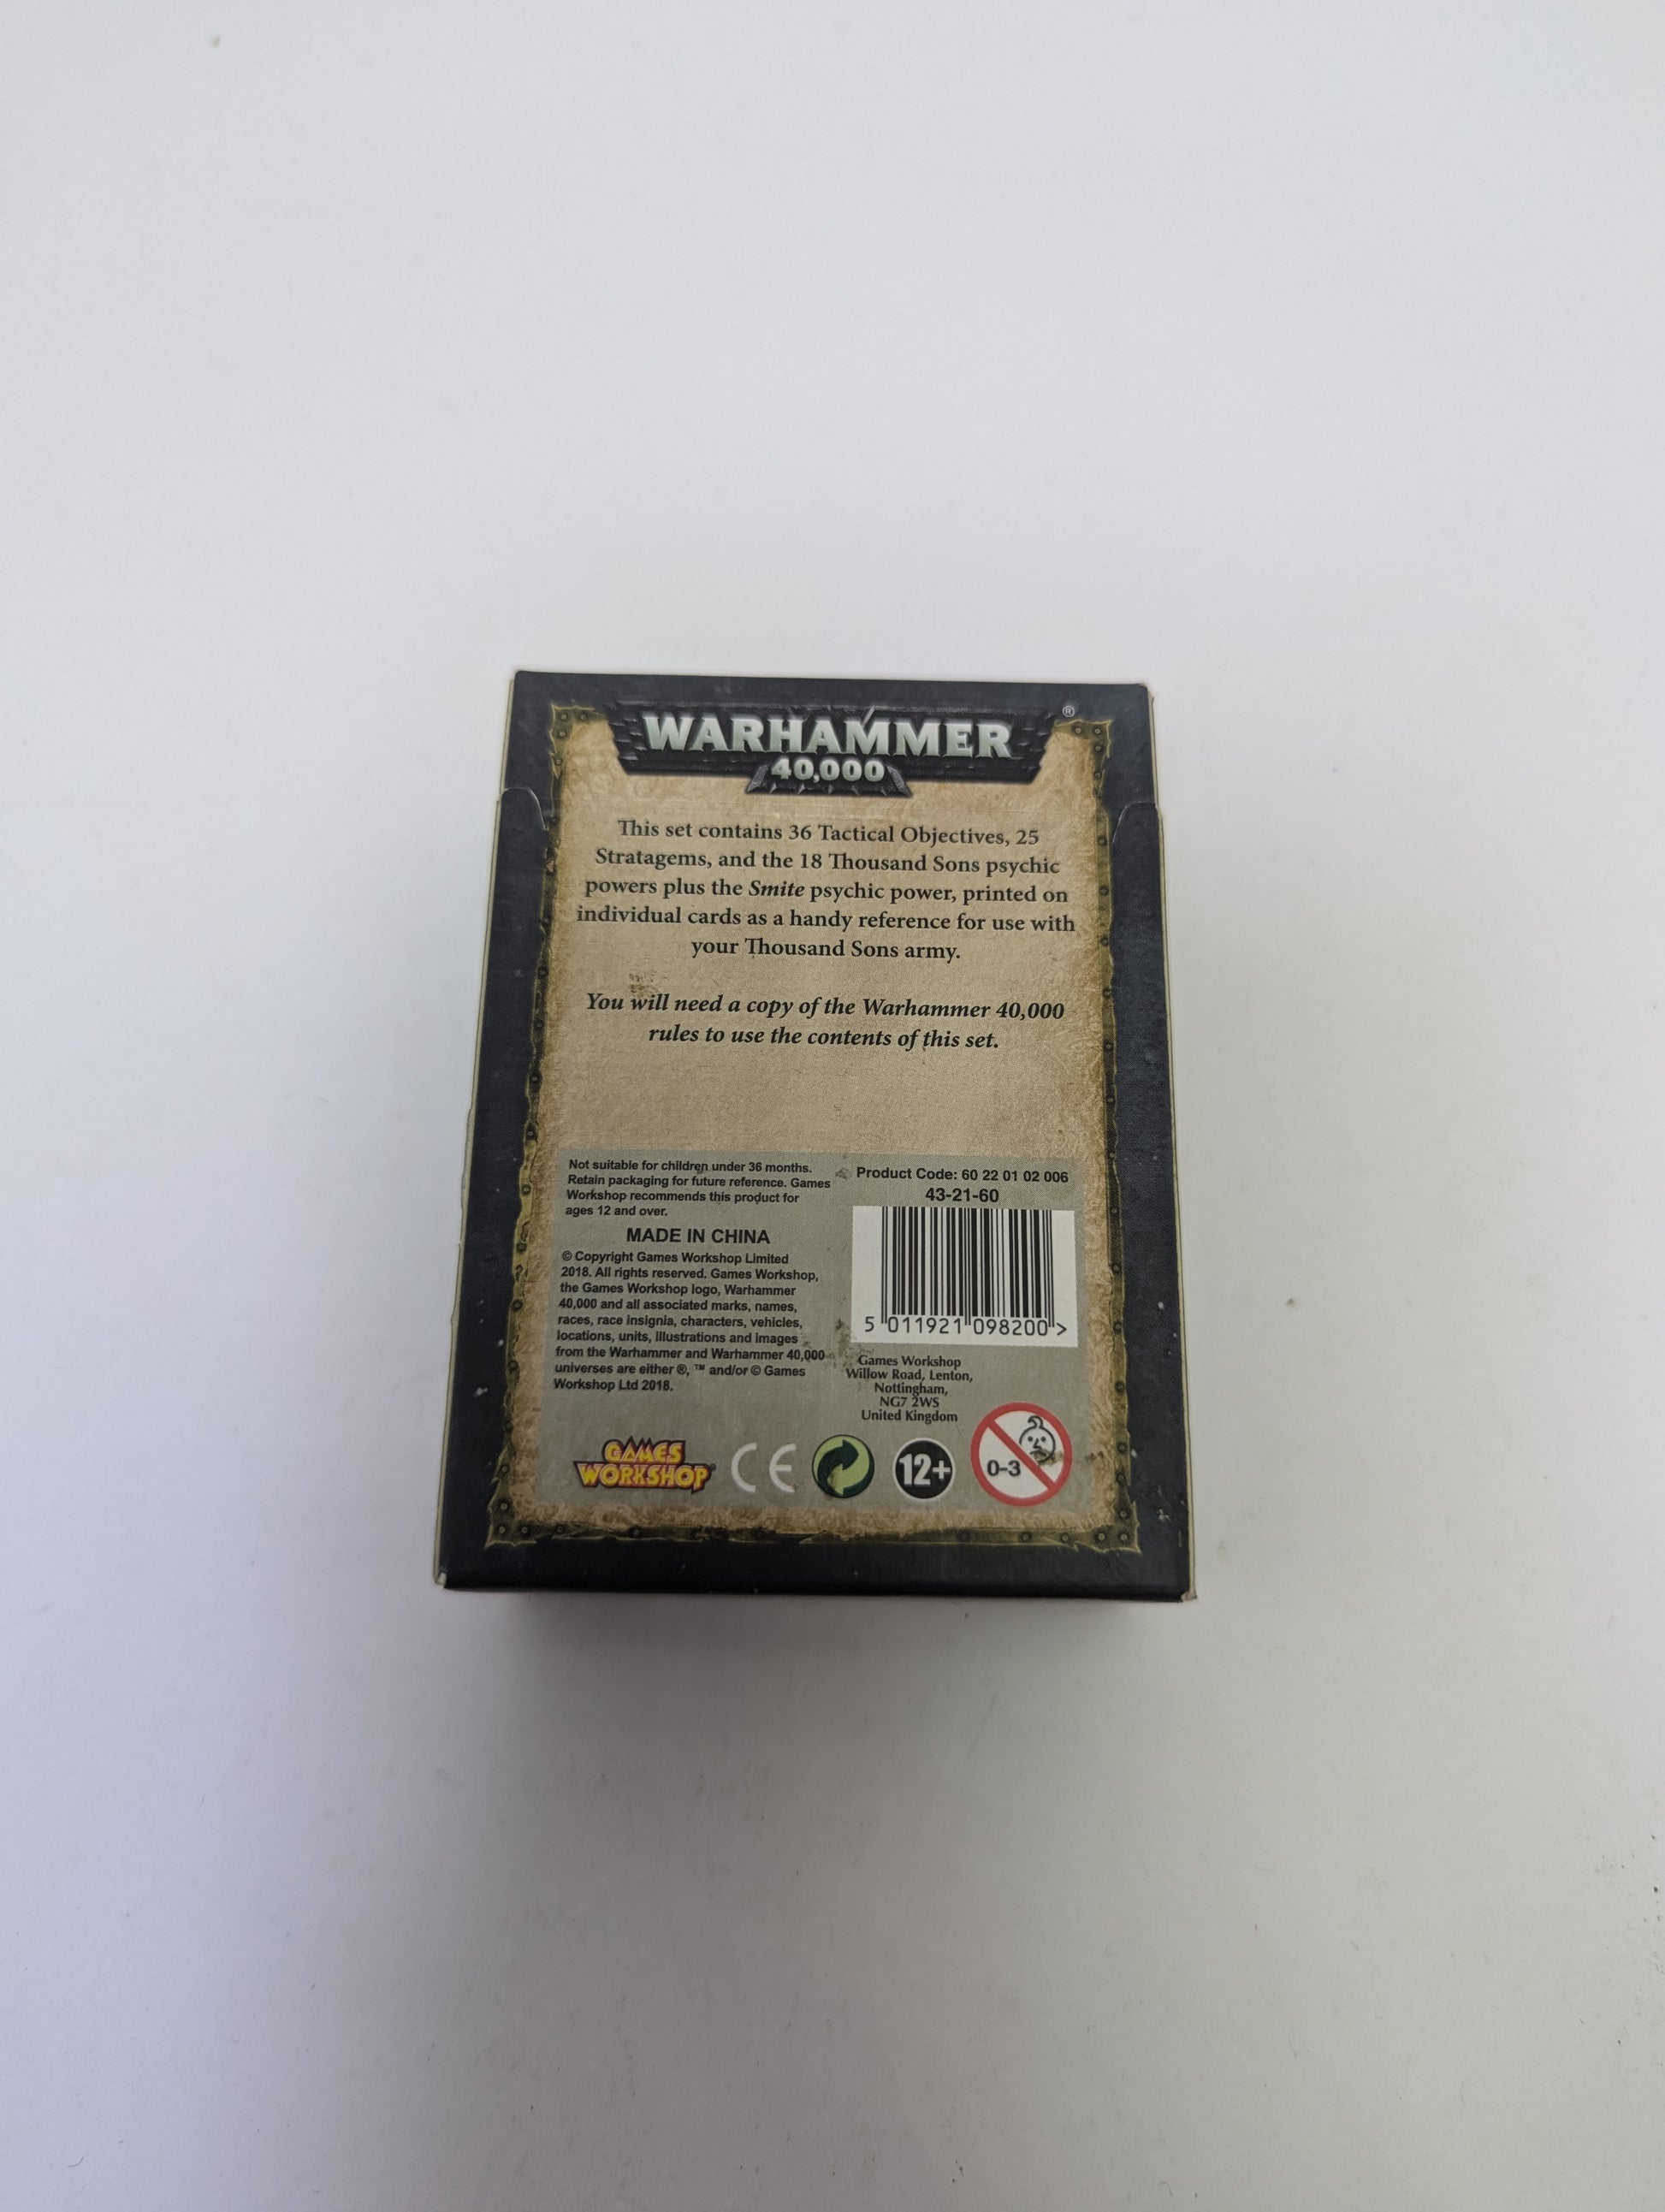 WARHAMMER ®
40,000
This set contains 36 Tactical Objectives, 25
Stratagems, and the 18 Thousand Sons psychic
powers plus the Smite psychic power, printed on
individual cards as a handy reference for use with
your Thousand Sons army.
You will need a copy of the Warhammer 40,000
rules to use the contents of this set.
Not suitable for children under 36 months.
Retain packaging for future reference. Games
Workshop recommends this product for
ages 12 and over.
MADE IN CHINA
© Copyright Games Workshop Limited
2018. All rights reserved. Games Workshop,
the Games Workshop logo, Warhammer
40,000 and all associated marks, names,
races, race insignia, characters, vehicles,
locations, units, illustrations and images
from the Warhammer and Warhammer 40,000
universes are either ®, ™ and/or © Games
Workshop Ltd 2018.
Product Code: 60 22 01 02 006
43-21-60
5 011921 098200 >
Games Workshop
Willow Road, Lenton,
Nottingham,
NG7 2WS
United Kingdom
GAMES
WORKSHOP
CE
12+
0-3